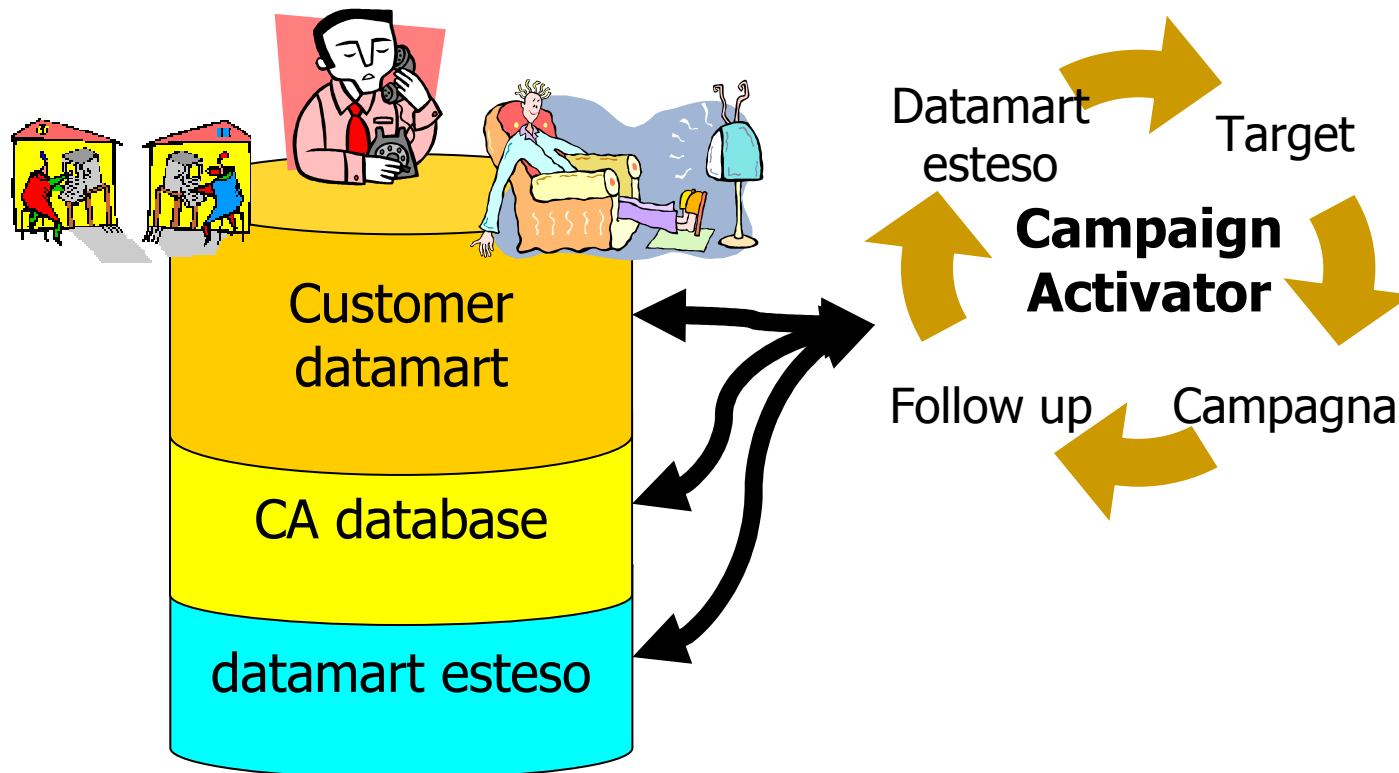 Customer
datamart
CA database
datamart esteso
Datamart
esteso
Target
Campaign
Activator
Follow up
Campagna